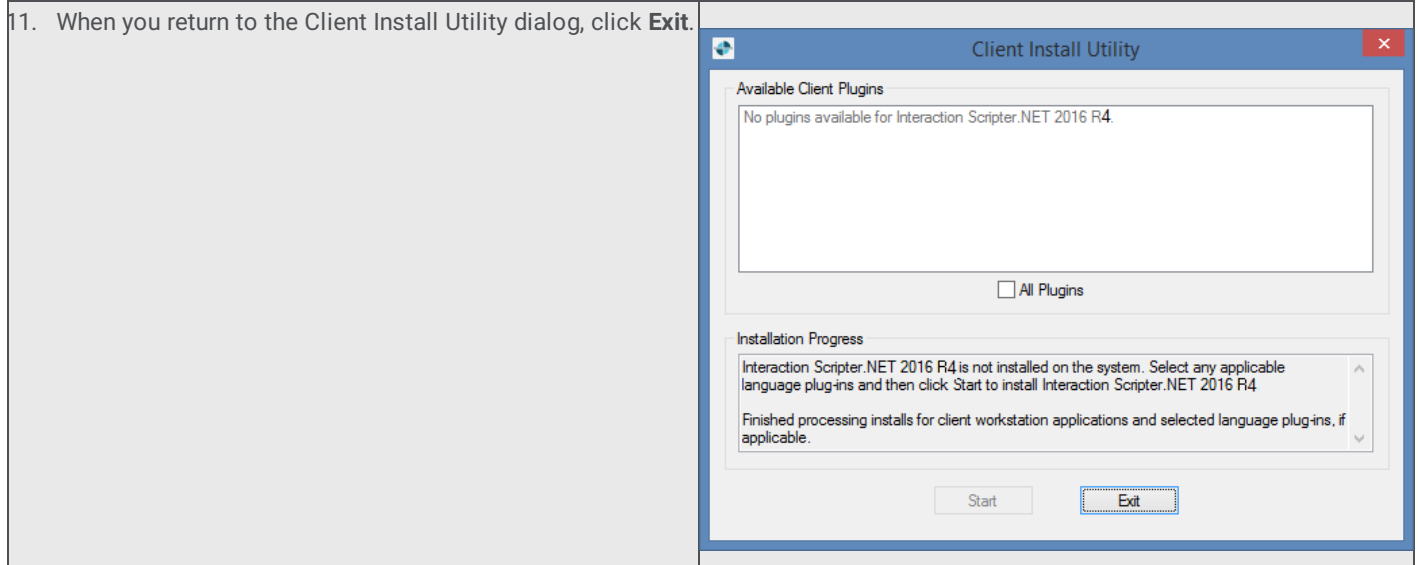 11. When you return to the Client Install Utility dialog, click Exit.
Client Install Utility
Available Client Plugins
No plugins available for Interaction Scripter.NET 2016 R4.
All Plugins
Installation Progress
Interaction Scripter.NET 2016 R4 is not installed on the system. Select any applicable
language plug-ins and then click Start to install Interaction Scripter.NET 2016 R4
Finished processing installs for client workstation applications and selected language plug-ins, if
applicable.
Start
Exit